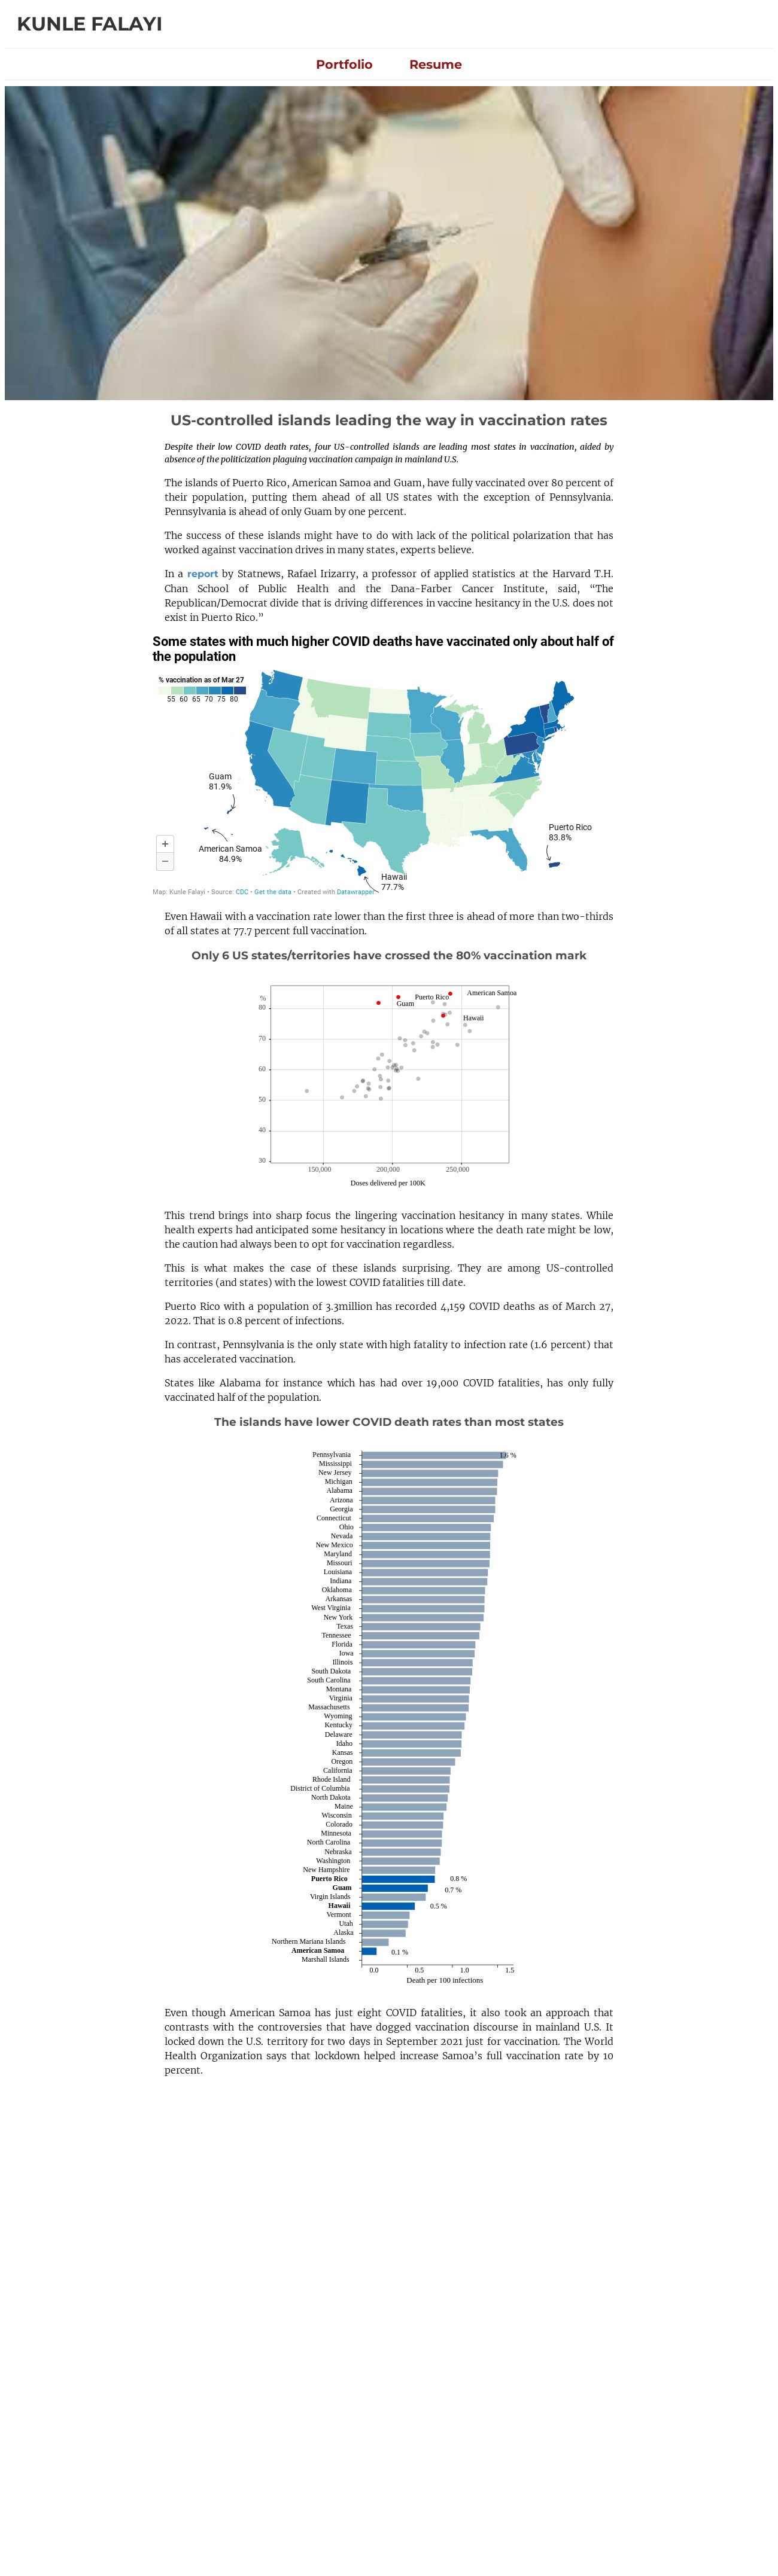 KUNLE FALAYI
Portfolio Resume
US-controlled islands leading the way in vaccination rates
Despite their low COVID death rates, four US-controlled islands are leading most states in vaccination, aided by
absence of the politicization plaguing vaccination campaign in mainland U.S.
The islands of Puerto Rico, American Samoa and Guam, have fully vaccinated over 80 percent of
their population, putting them ahead of all US states with the exception of Pennsylvania.
Pennsylvania is ahead of only Guam by one percent.
The success of these islands might have to do with lack of the political polarization that has
worked against vaccination drives in many states, experts believe.
In a report by Statnews, Rafael Irizarry, a professor of applied statistics at the Harvard T.H.
Chan School of Public Health and the Dana-Farber Cancer Institute, said, “The
Republican/Democrat divide that is driving differences in vaccine hesitancy in the U.S. does not
exist in Puerto Rico.”
Some states with much higher COVID deaths have vaccinated only about half of
the population
% vaccination as of Mar 27
55 60 65 70 75 80
Guam
81.9%
American Samoa
84.9%
Puerto Rico
83.8%
Hawaii
77.7%
+
−
Map: Kunle Falayi • Source: CDC • Get the data • Created with Datawrapper
Even Hawaii with a vaccination rate lower than the first three is ahead of more than two-thirds
of all states at 77.7 percent full vaccination.
Only 6 US states/territories have crossed the 80% vaccination mark
%
80
70
60
50
40
30
American Samoa
Puerto Rico
Guam
Hawaii
150,000 200,000 250,000
Doses delivered per 100K
This trend brings into sharp focus the lingering vaccination hesitancy in many states. While
health experts had anticipated some hesitancy in locations where the death rate might be low,
the caution had always been to opt for vaccination regardless.
This is what makes the case of these islands surprising. They are among US-controlled
territories (and states) with the lowest COVID fatalities till date.
Puerto Rico with a population of 3.3million has recorded 4,159 COVID deaths as of March 27,
2022. That is 0.8 percent of infections.
In contrast, Pennsylvania is the only state with high fatality to infection rate (1.6 percent) that
has accelerated vaccination.
States like Alabama for instance which has had over 19,000 COVID fatalities, has only fully
vaccinated half of the population.
The islands have lower COVID death rates than most states
Pennsylvania 1.6 %
Mississippi
New Jersey
Michigan
Alabama
Arizona
Georgia
Connecticut
Ohio
Nevada
New Mexico
Maryland
Missouri
Louisiana
Indiana
Oklahoma
Arkansas
West Virginia
New York
Texas
Tennessee
Florida
Iowa
Illinois
South Dakota
South Carolina
Montana
Virginia
Massachusetts
Wyoming
Kentucky
Delaware
Idaho
Kansas
Oregon
California
Rhode Island
District of Columbia
North Dakota
Maine
Wisconsin
Colorado
Minnesota
North Carolina
Nebraska
Washington
New Hampshire
Puerto Rico 0.8 %
Guam 0.7 %
Virgin Islands
Hawaii 0.5 %
Vermont
Utah
Alaska
Northern Mariana Islands
American Samoa 0.1 %
Marshall Islands
0.0 0.5 1.0 1.5
Death per 100 infections
Even though American Samoa has just eight COVID fatalities, it also took an approach that
contrasts with the controversies that have dogged vaccination discourse in mainland U.S. It
locked down the U.S. territory for two days in September 2021 just for vaccination. The World
Health Organization says that lockdown helped increase Samoa’s full vaccination rate by 10
percent.